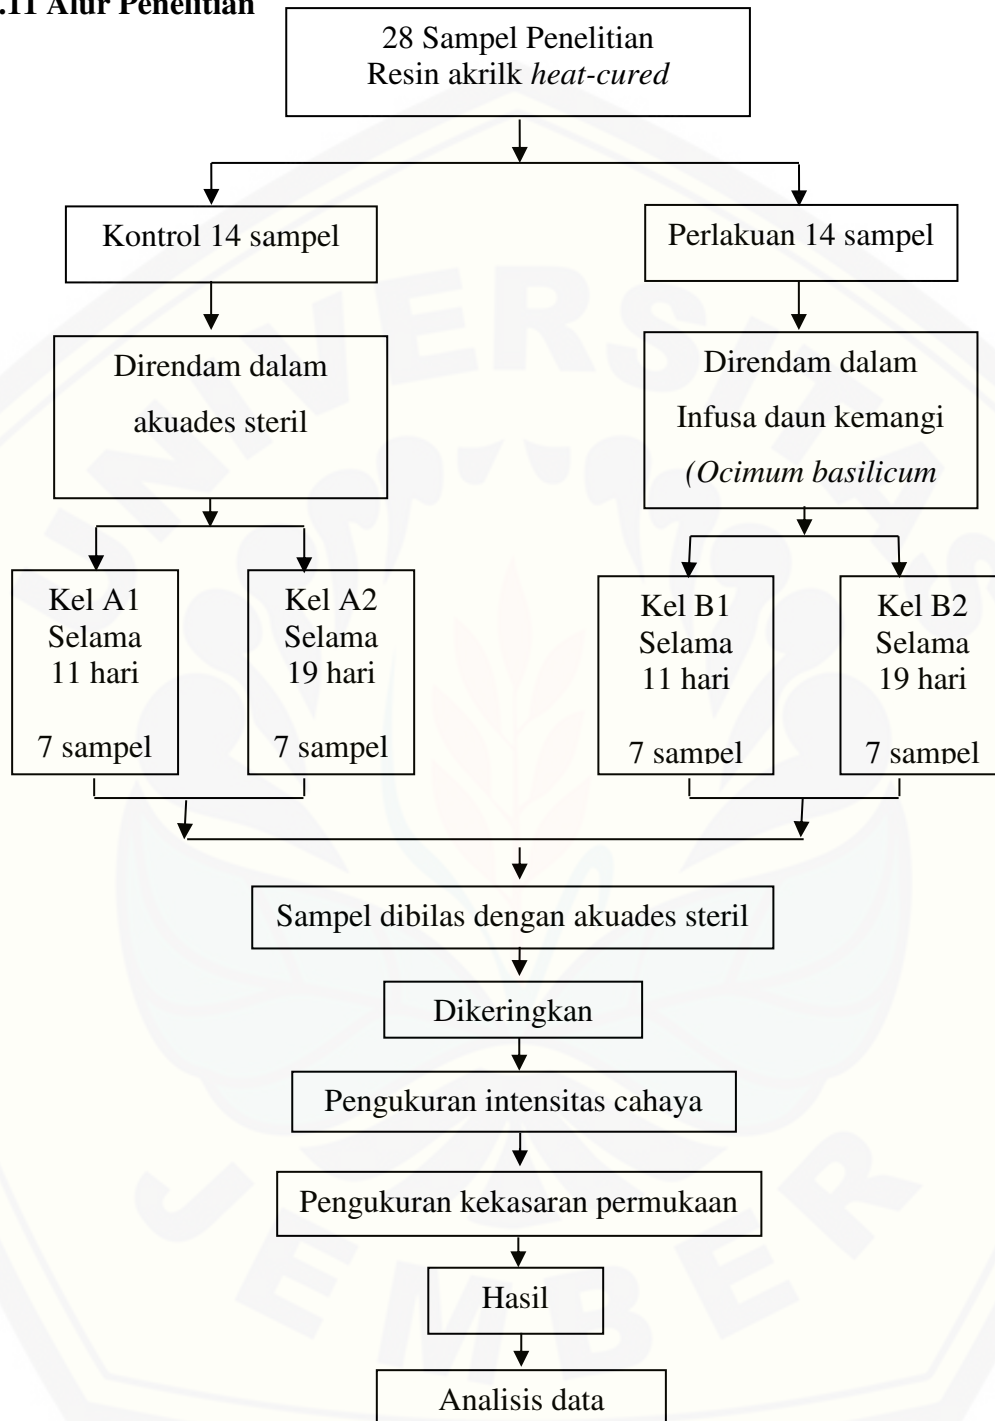 .11 Alur Penelitian
28 Sampel Penelitian
Resin akrilk heat-cured
Kontrol 14 sampel
Perlakuan 14 sampel
Direndam dalam
akuades steril
Direndam dalam
Infusa daun kemangi
(Ocimum basilicum
Kel A1
Selama
11 hari
7 sampel
Kel A2
Selama
19 hari
7 sampel
Kel B1
Selama
11 hari
7 sampel
Kel B2
Selama
19 hari
7 sampel
Sampel dibilas dengan akuades steril
Dikeringkan
Pengukuran intensitas cahaya
Pengukuran kekasaran permukaan
Hasil
Analisis data
UNIVERSITAS
JEMBER